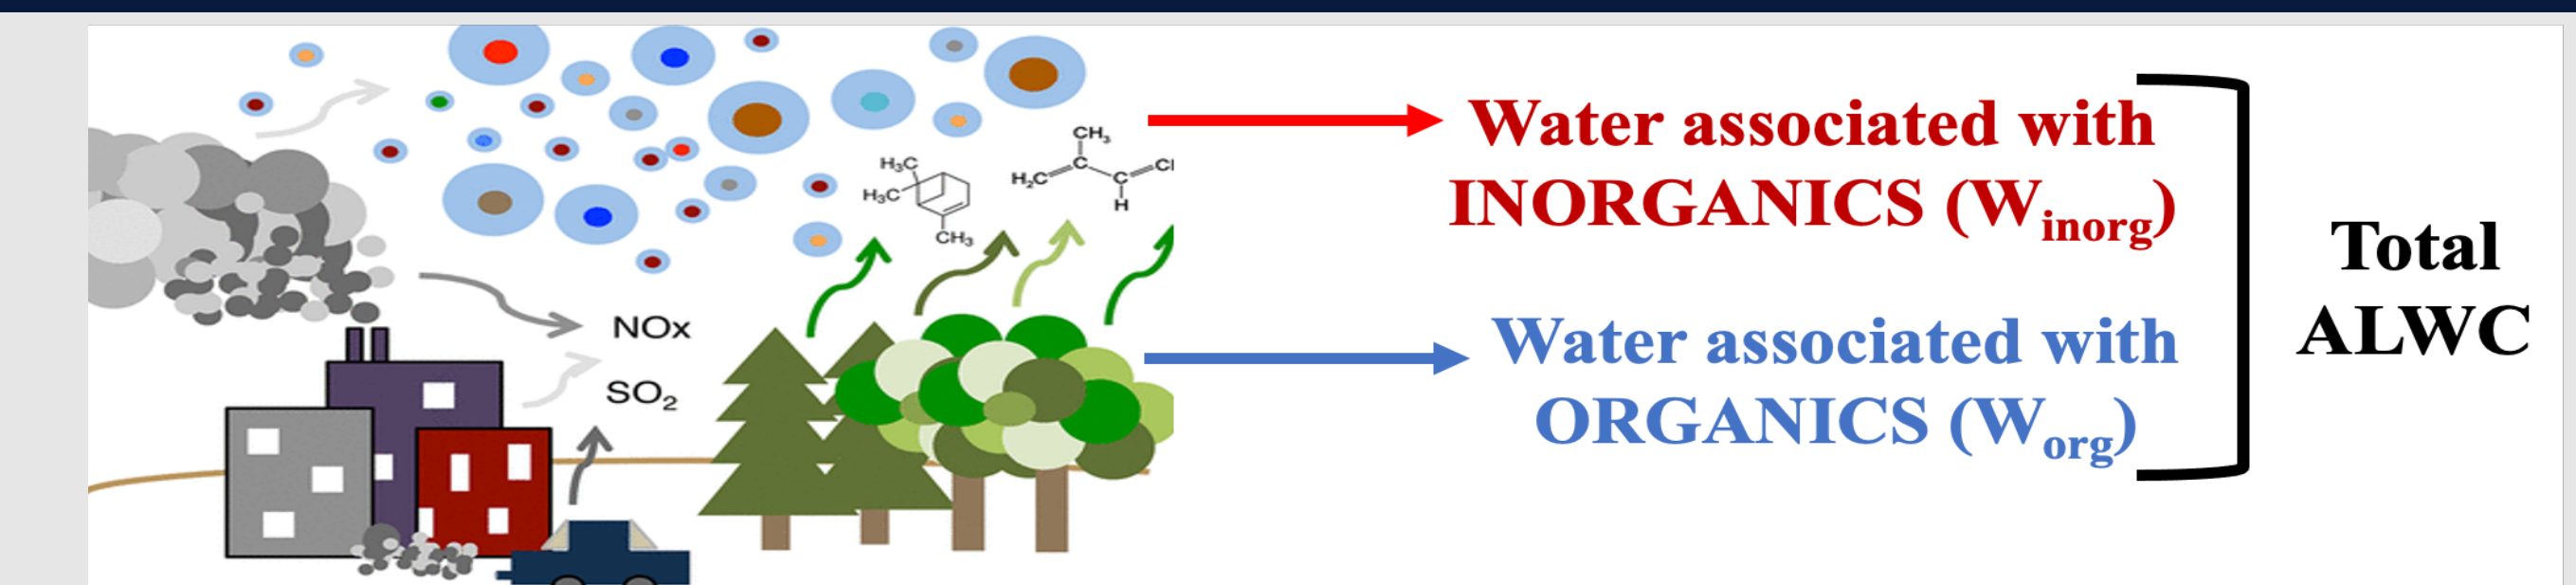 CH₃
H₂C
C
C
Cl
H
H₃C
H₃C
CH₃
NOx
SO₂
Water associated with
INORGANICS (Winorg)
Water associated with
ORGANICS (Worg)
Total
ALWC